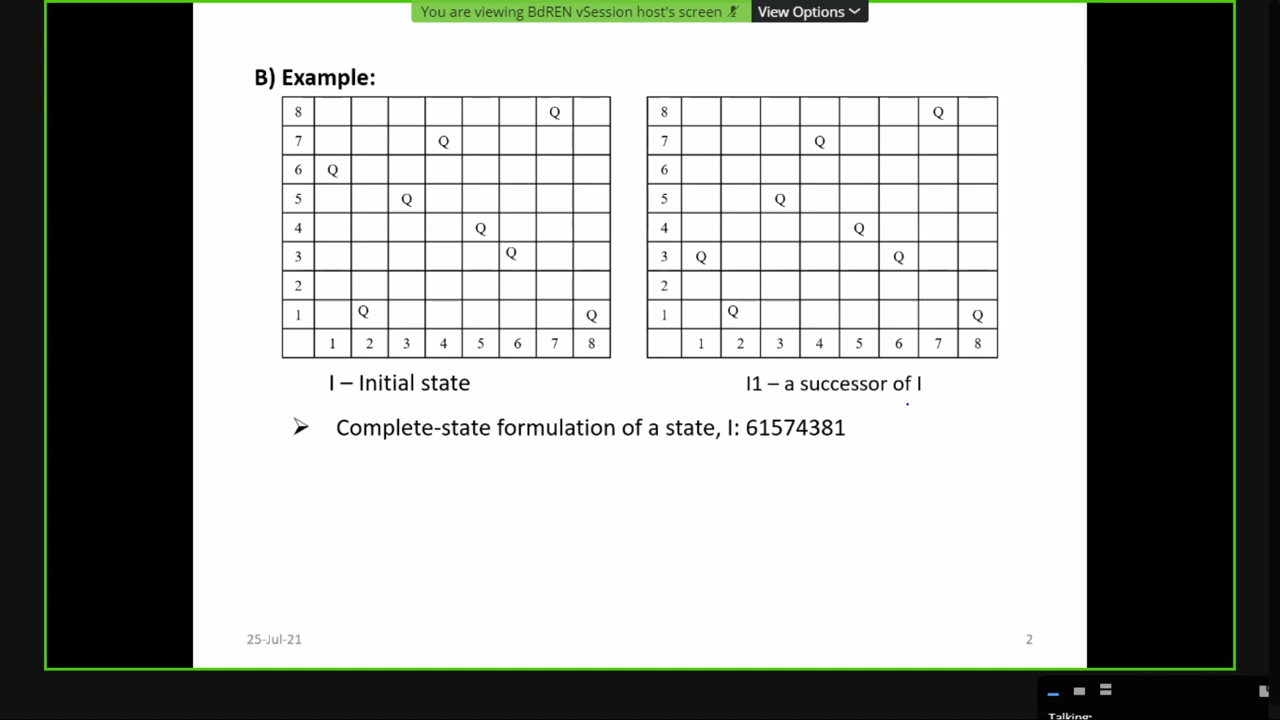 You are viewing BdREN vSession host's screen View Options
B) Example:
8 Q 8 Q
7 Q 7 Q
6 Q 6
5 Q 5 Q
4 Q 4 Q
3 Q 3 Q Q
2 2
1 Q Q 1 Q Q
1 2 3 4 5 6 7 8 1 2 3 4 5 6 7 8
I – Initial state I1 – a successor of I
➢ Complete-state formulation of a state, I: 61574381
25-Jul-21 2
Talking: